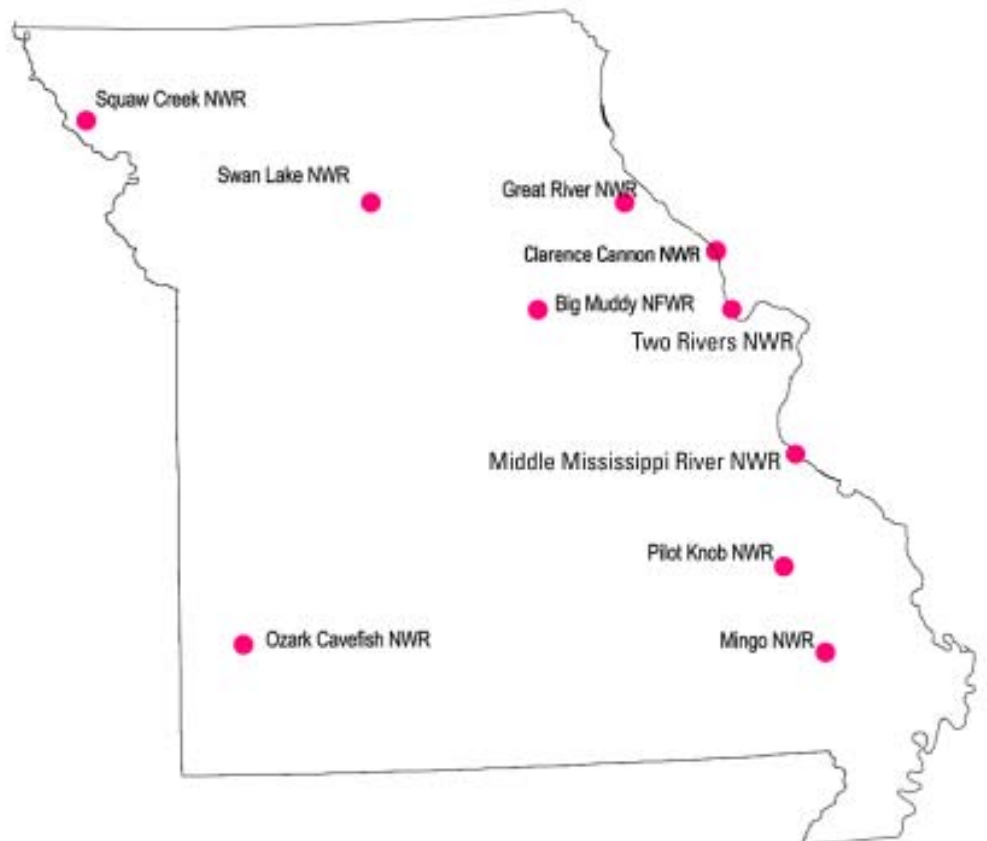 Squaw Creek NWR
Swan Lake NWR
Great River NWR
Clarence Cannon NWR
Big Muddy NFWR
Two Rivers NWR
Middle Mississippi River NWR
Pilot Knob NWR
Ozark Cavefish NWR
Mingo NWR